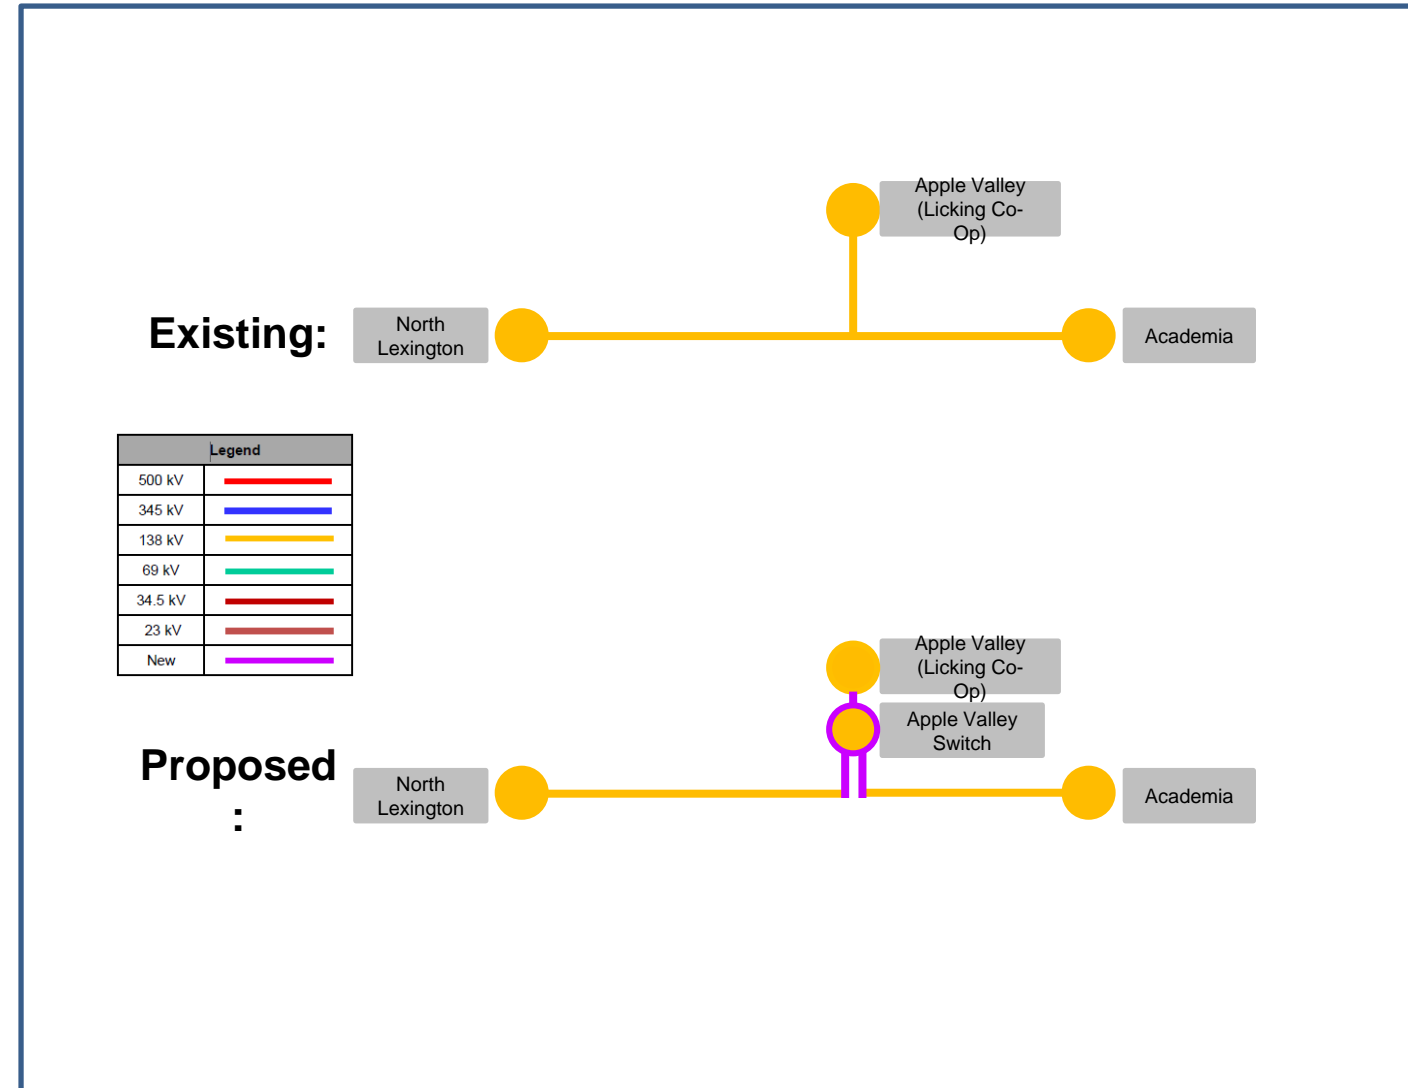 Apple Valley
(Licking Co-
Op)
Existing:
North
Lexington
Academia
Legend
500 kV
345 kV
138 kV
69 kV
34.5 kV
23 kV
New
Apple Valley
(Licking Co-
Op)
Apple Valley
Switch
Proposed
:
North
Lexington
Academia